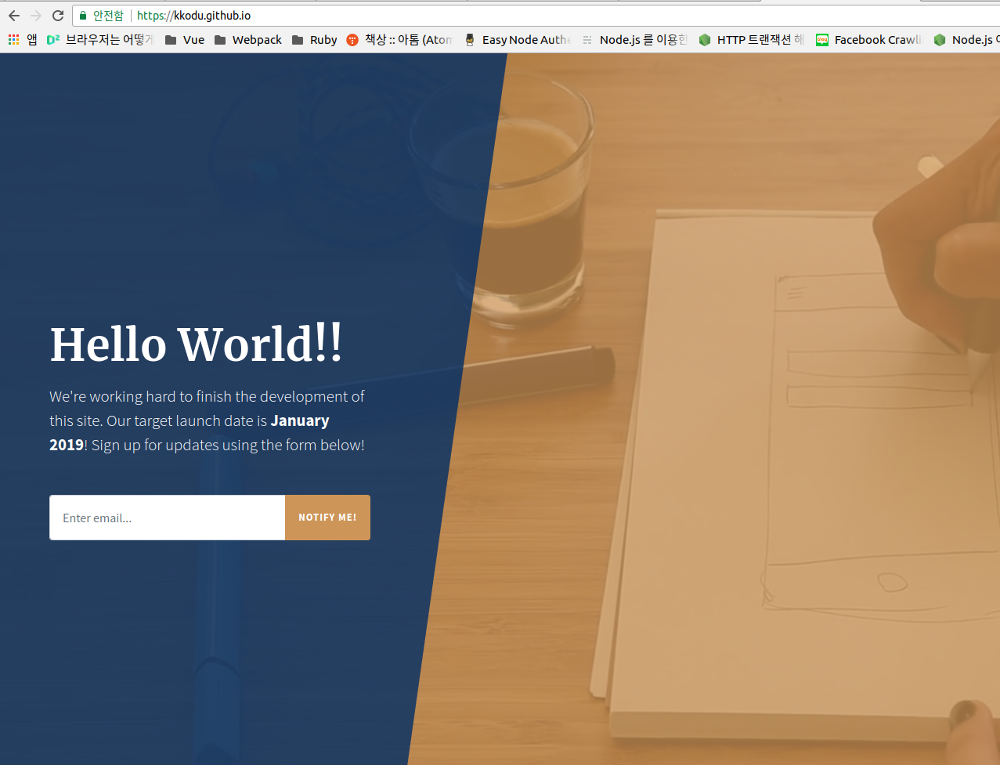 안전함 https://kkodu.github.io
앱 브라우저는 어떻게 Vue Webpack Ruby 책상 :: 아톰 (Atom Easy Node Authe Node.js 를 이용한 HTTP 트랜잭션 해 Facebook Crawli Node.js
Hello World!!
We're working hard to finish the development of
this site. Our target launch date is January
2019! Sign up for updates using the form below!
Enter email...
NOTIFY ME!